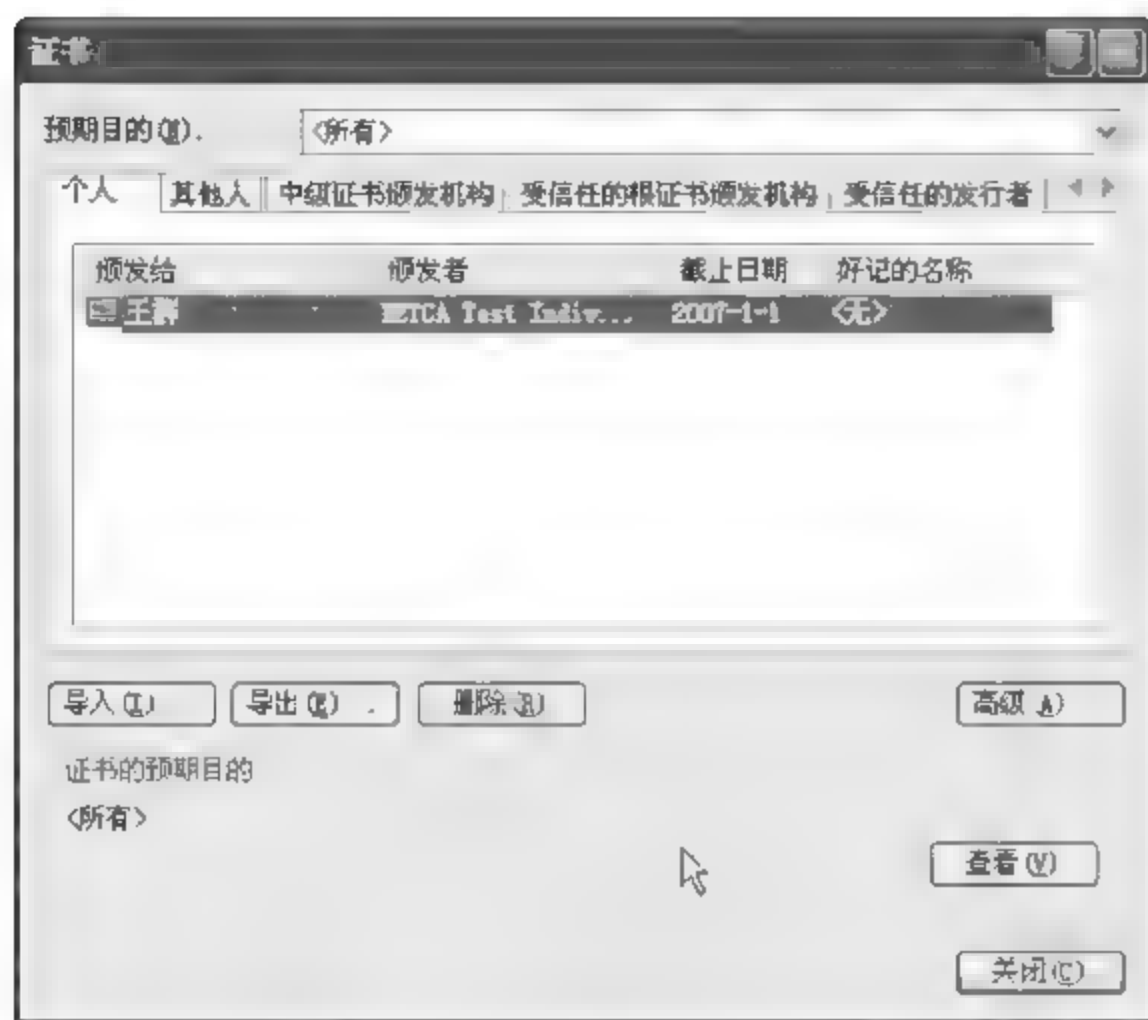 证书
预期目的(N).
<所有>
个人 其他人 中级证书颁发机构 受信任的根证书颁发机构 受信任的发行者
颁发给 颁发者 截止日期 好记的名称
王 Test Indiv... 2007-1-1 <无>
导入(I) 导出(E) . 删除(R) 高级 A)
证书的预期目的
<所有>
查看(V)
关闭(C)